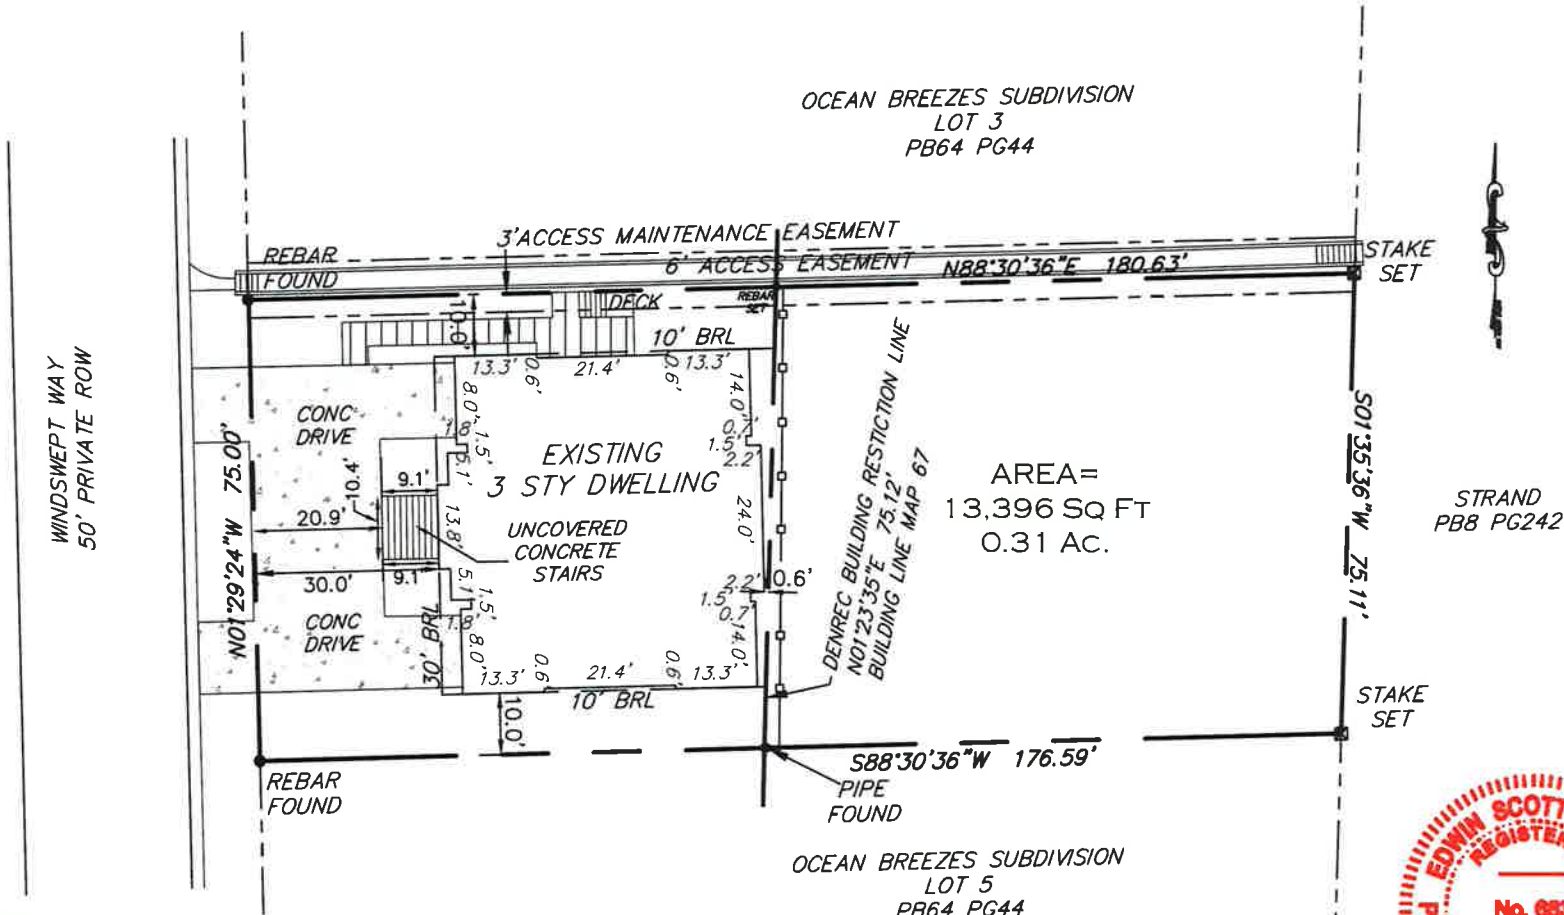 OCEAN BREEZES SUBDIVISION
LOT 3
PB64 PG44
3'ACCESS MAINTENANCE EASEMENT
REBAR
FOUND
6' ACCESS EASEMENT
N88°30'36"E 180.63'
STAKE
SET
DECK
REBAR
SET
10.0'
10' BRL
13.3'
0.6'
21.4'
0.6'
13.3'
WINDSWEPT WAY
50' PRIVATE ROW
CONC
DRIVE
N01°29'24"W 75.00'
8.0'
1.8'
1.5'
5.1'
14.0'
0.7'
1.5'
2.2'
EXISTING
3 STY DWELLING
10.4'
9.1'
20.9'
13.8'
24.0'
UNCOVERED
CONCRETE
STAIRS
30.0'
9.1'
5.1'
1.5'
1.8'
8.0'
2.2'
1.5'
0.7'
14.0'
0.6'
CONC
DRIVE
30' BRL
DENREC BUILDING RESTICTION LINE
N01°23'35"E 75.12'
BUILDING LINE MAP 67
AREA=
13,396 SQ FT
0.31 AC.
S01°35'36"W 75.11'
STRAND
PB8 PG242
13.3'
0.6'
21.4'
0.6'
13.3'
10' BRL
10.0'
STAKE
SET
S88°30'36"W 176.59'
REBAR
FOUND
PIPE
FOUND
OCEAN BREEZES SUBDIVISION
LOT 5
PB64 PG44
EDWIN SCOTT
REGISTER
No.